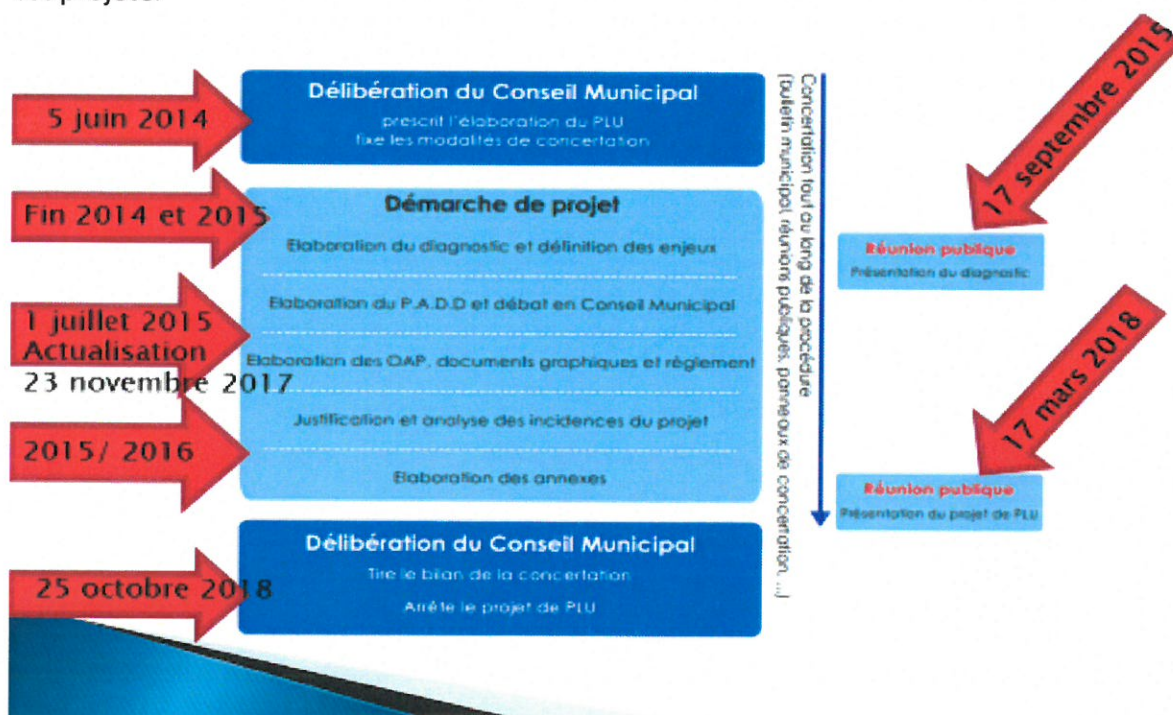 5 juin 2014
Délibération du Conseil Municipal
prescrit l'élaboration du PLU
fixe les modalités de concertation
Fin 2014 et 2015
Démarche de projet
Elaboration du diagnostic et définition des enjeux
Elaboration du P.A.D.D et débat en Conseil Municipal
1 juillet 2015
Actualisation
23 novembre 2017
Elaboration des OAP, documents graphiques et règlement
Justification et analyse des incidences du projet
2015/ 2016
Elaboration des annexes
25 octobre 2018
Délibération du Conseil Municipal
Tire le bilan de la concertation
Arrête le projet de PLU
Concertation tout au long de la procédure
(bulletin municipal, réunions publiques, panneaux de concertation, ...)
17 septembre 2015
Réunion publique
Présentation du diagnostic
17 mars 2018
Réunion publique
Présentation du projet de PLU